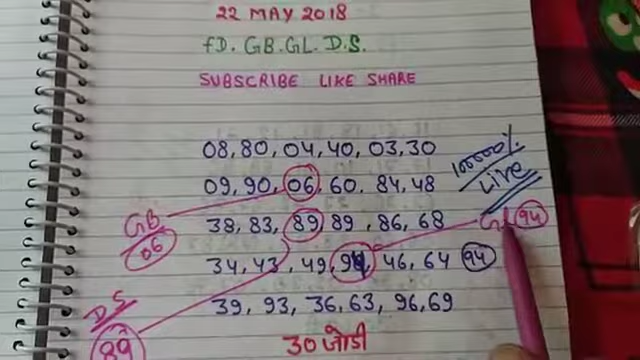 22 MAY 2018
FD. GB. GL. D.S.
SUBSCRIBE LIKE SHARE
08, 80, 04, 40, 03, 30
100000%
Live
09, 90, 06, 60, 84, 48
GB
06
38, 83, 89 89, 86, 68
GL 94
34, 43, 49, 94, 46, 64 94
DS
89
39, 93, 36, 63, 96, 69
30 जोडी